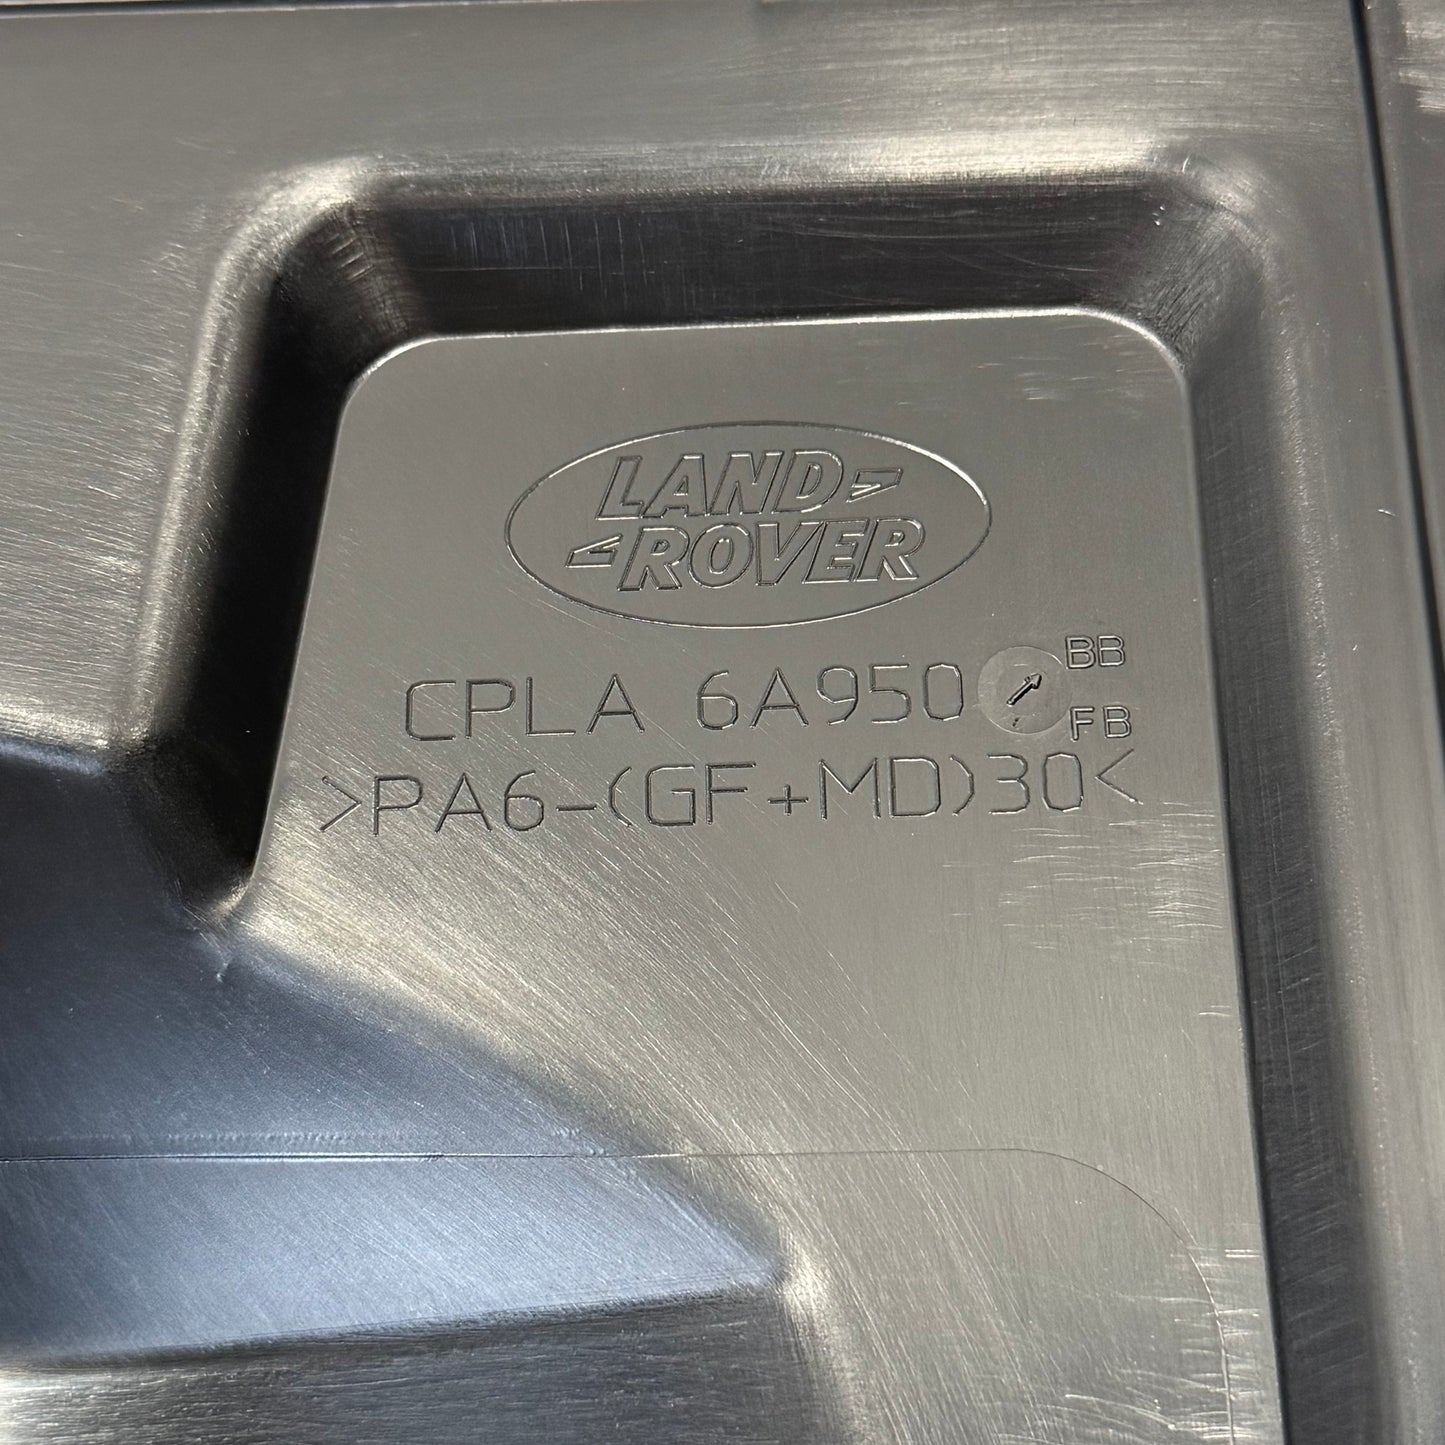 LAND
ROVER
CPLA 6A950 BB
FB
>PA6-(GF+MD)30<